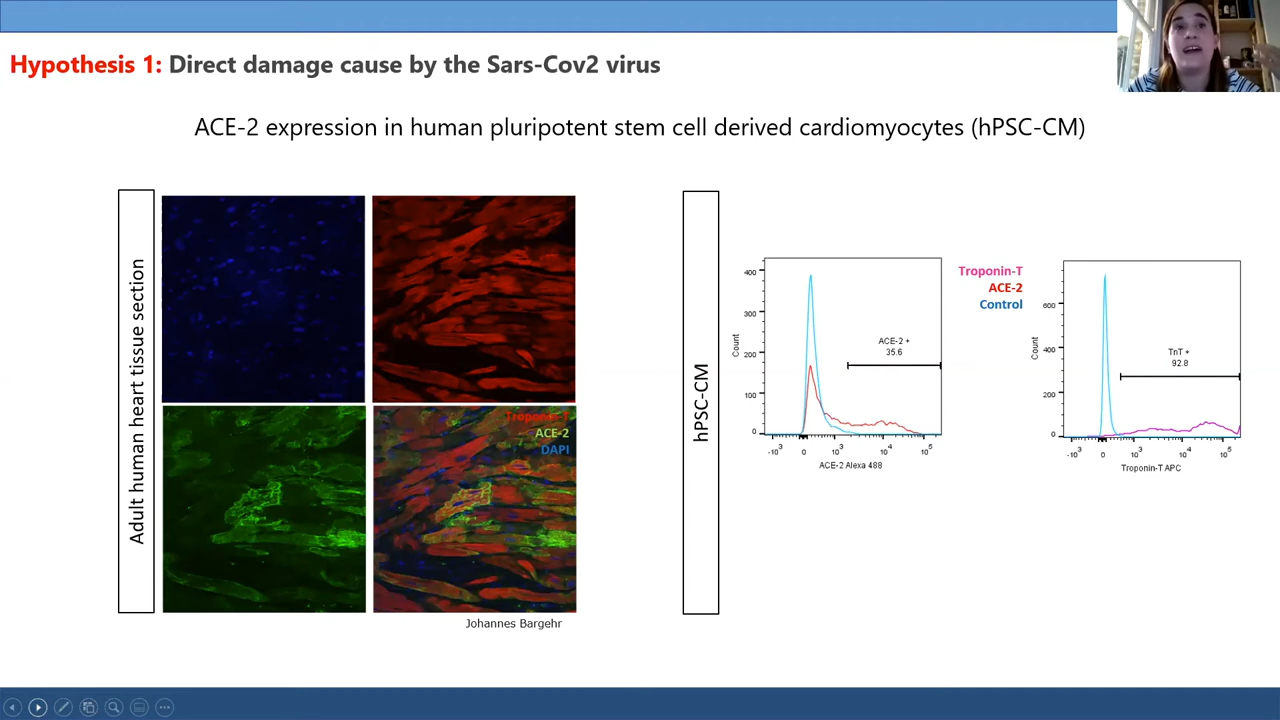 Hypothesis 1: Direct damage cause by the Sars-Cov2 virus
ACE-2 expression in human pluripotent stem cell derived cardiomyocytes (hPSC-CM)
Adult human heart tissue section
Troponin-T
ACE-2
DAPI
Johannes Bargehr
hPSC-CM
Count
400
300
200
100
0
ACE-2 +
35.6
-10³ 0 10³ 10⁴ 10⁵
ACE-2 Alexa 488
Troponin-T
ACE-2
Control
Count
600
400
200
0
TnT +
92.8
-10³ 0 10³ 10⁴ 10⁵
Troponin-T APC